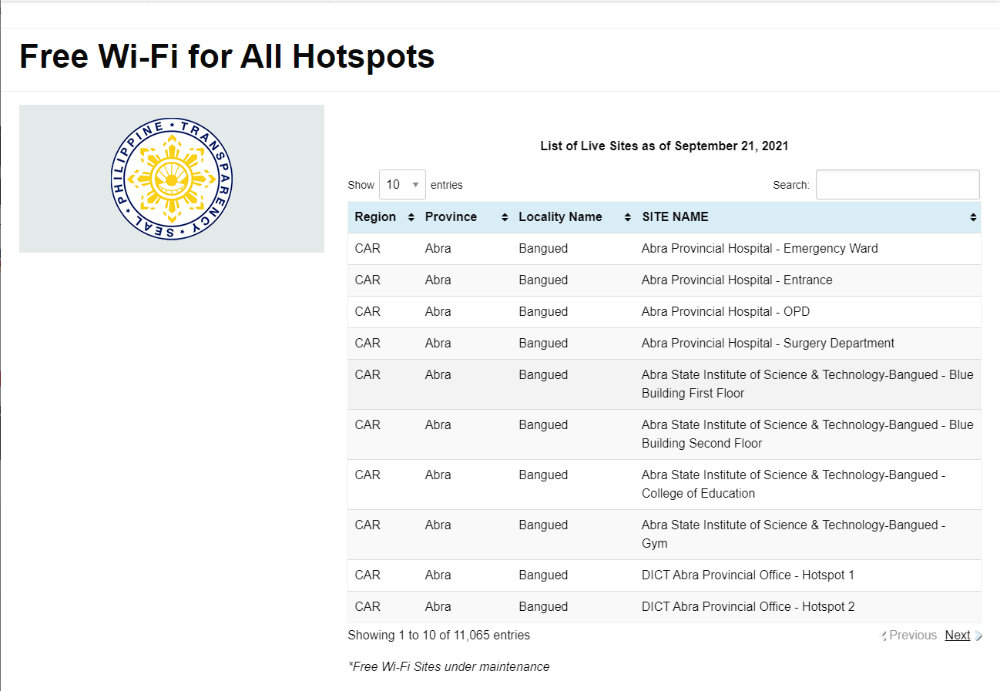 Free Wi-Fi for All Hotspots
PHILIPPINE ★ TRANSPARENCY ★ SEAL ★
List of Live Sites as of September 21, 2021
Show 10 entries Search:
Region Province Locality Name SITE NAME
CAR Abra Bangued Abra Provincial Hospital - Emergency Ward
CAR Abra Bangued Abra Provincial Hospital - Entrance
CAR Abra Bangued Abra Provincial Hospital - OPD
CAR Abra Bangued Abra Provincial Hospital - Surgery Department
CAR Abra Bangued Abra State Institute of Science & Technology-Bangued - Blue
Building First Floor
CAR Abra Bangued Abra State Institute of Science & Technology-Bangued - Blue
Building Second Floor
CAR Abra Bangued Abra State Institute of Science & Technology-Bangued -
College of Education
CAR Abra Bangued Abra State Institute of Science & Technology-Bangued -
Gym
CAR Abra Bangued DICT Abra Provincial Office - Hotspot 1
CAR Abra Bangued DICT Abra Provincial Office - Hotspot 2
Showing 1 to 10 of 11,065 entries Previous Next
*Free Wi-Fi Sites under maintenance